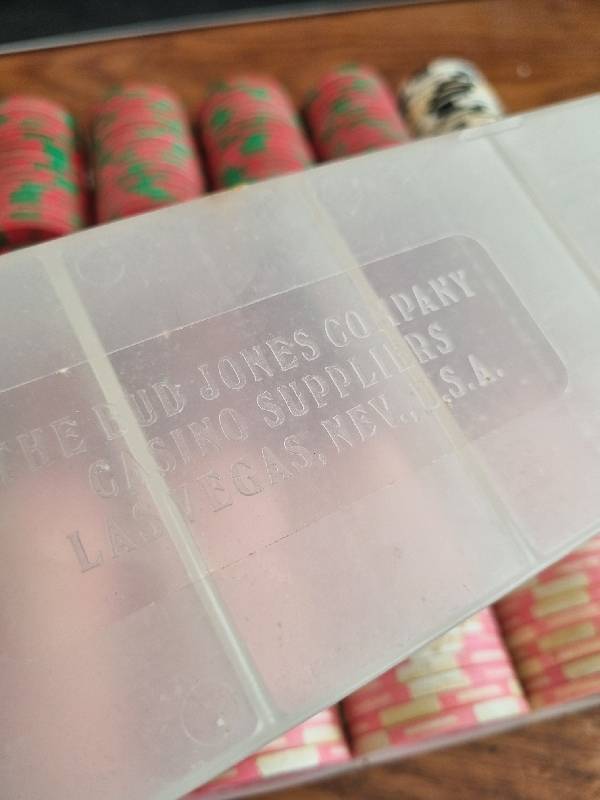 THE BUD JONES COMPANY
CASINO SUPPLIERS
LAS VEGAS, NEV., U.S.A.